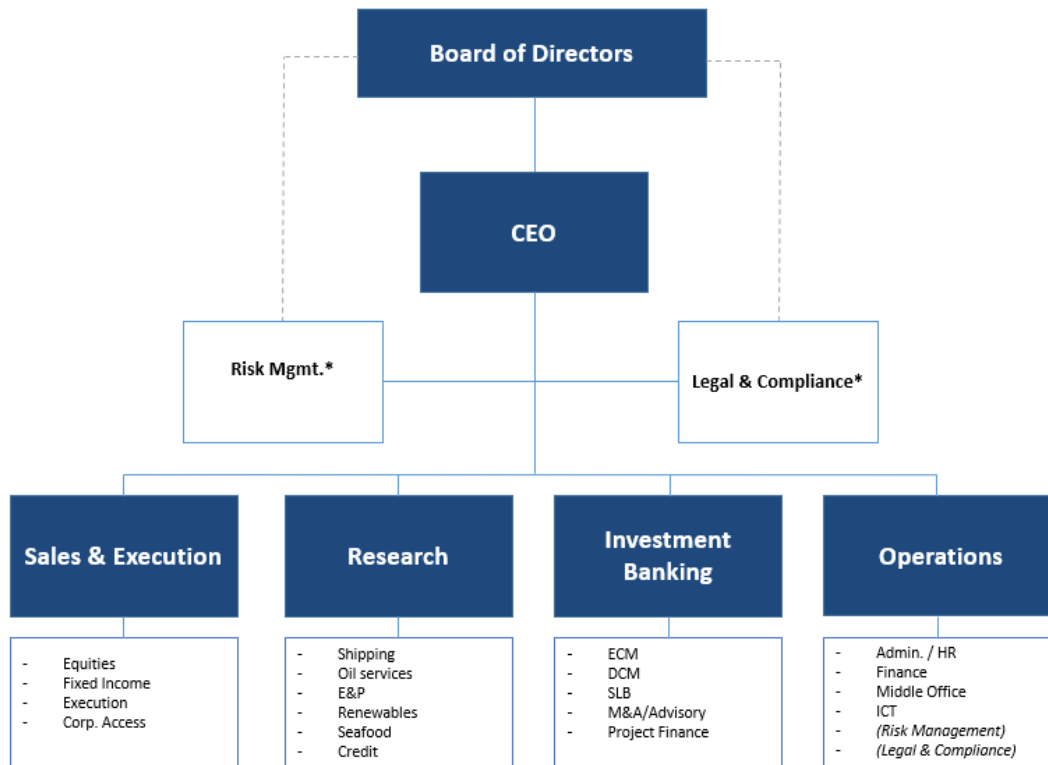 Board of Directors
CEO
Risk Mgmt.*
Legal & Compliance*
Sales & Execution
Research
Investment
Banking
Operations
- Equities
- Fixed Income
- Execution
- Corp. Access
- Shipping
- Oil services
- E&P
- Renewables
- Seafood
- Credit
- ECM
- DCM
- SLB
- M&A/Advisory
- Project Finance
- Admin. / HR
- Finance
- Middle Office
- ICT
- (Risk Management)
- (Legal & Compliance)